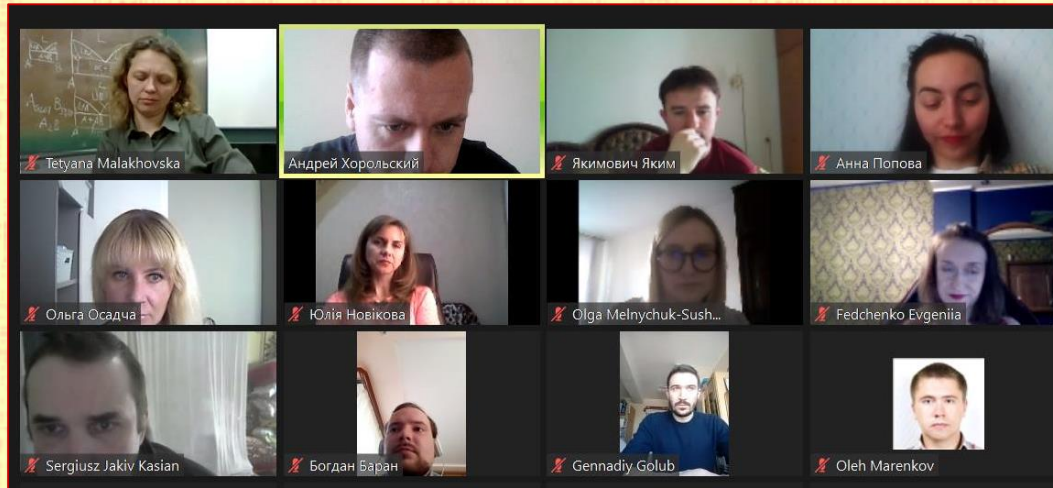 Tetyana Malakhovska
Андрей Хорольский
Якимович Яким
Анна Попова
Ольга Осадча
Юлія Новікова
Olga Melnychuk-Sush...
Fedchenko Evgeniia
Sergiusz Jakiv Kasian
Богдан Баран
Gennadiy Golub
Oleh Marenkov